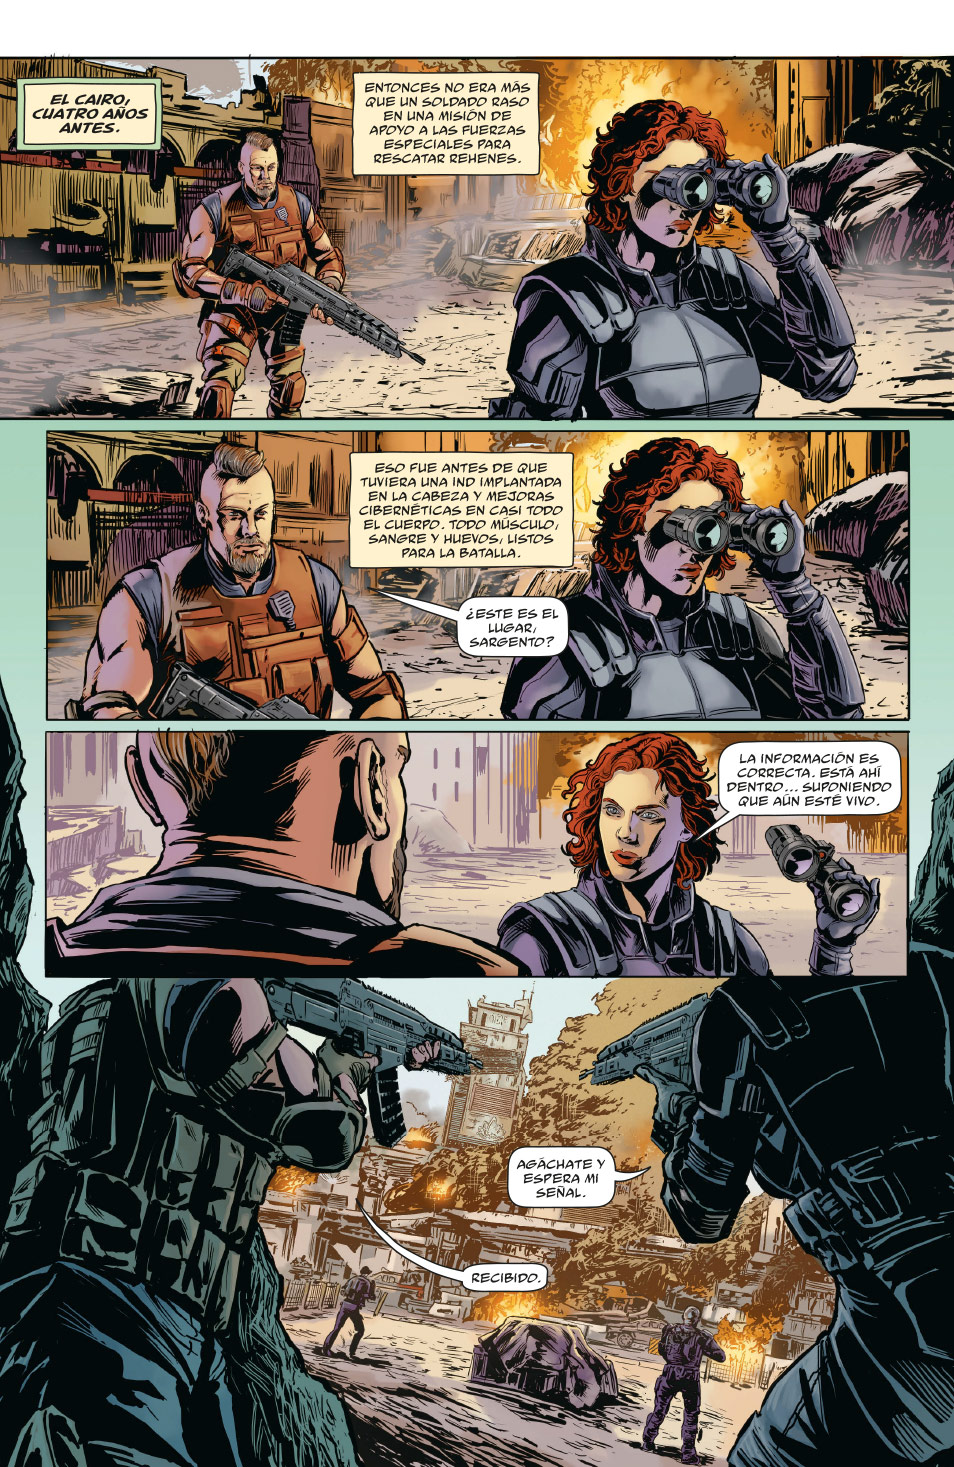 EL CAIRO,
CUATRO AÑOS
ANTES.
ENTONCES NO ERA MÁS
QUE UN SOLDADO RASO
EN UNA MISIÓN DE
APOYO A LAS FUERZAS
ESPECIALES PARA
RESCATAR REHENES.
ESO FUE ANTES DE QUE
TUVIERA UNA IND IMPLANTADA
EN LA CABEZA Y MEJORAS
CIBERNÉTICAS EN CASI TODO
EL CUERPO. TODO MÚSCULO,
SANGRE Y HUEVOS, LISTOS
PARA LA BATALLA.
¿ESTE ES EL
LUGAR,
SARGENTO?
LA INFORMACIÓN ES
CORRECTA. ESTÁ AHÍ
DENTRO... SUPONIENDO
QUE AÚN ESTÉ VIVO.
AGÁCHATE Y
ESPERA MI
SEÑAL.
RECIBIDO.